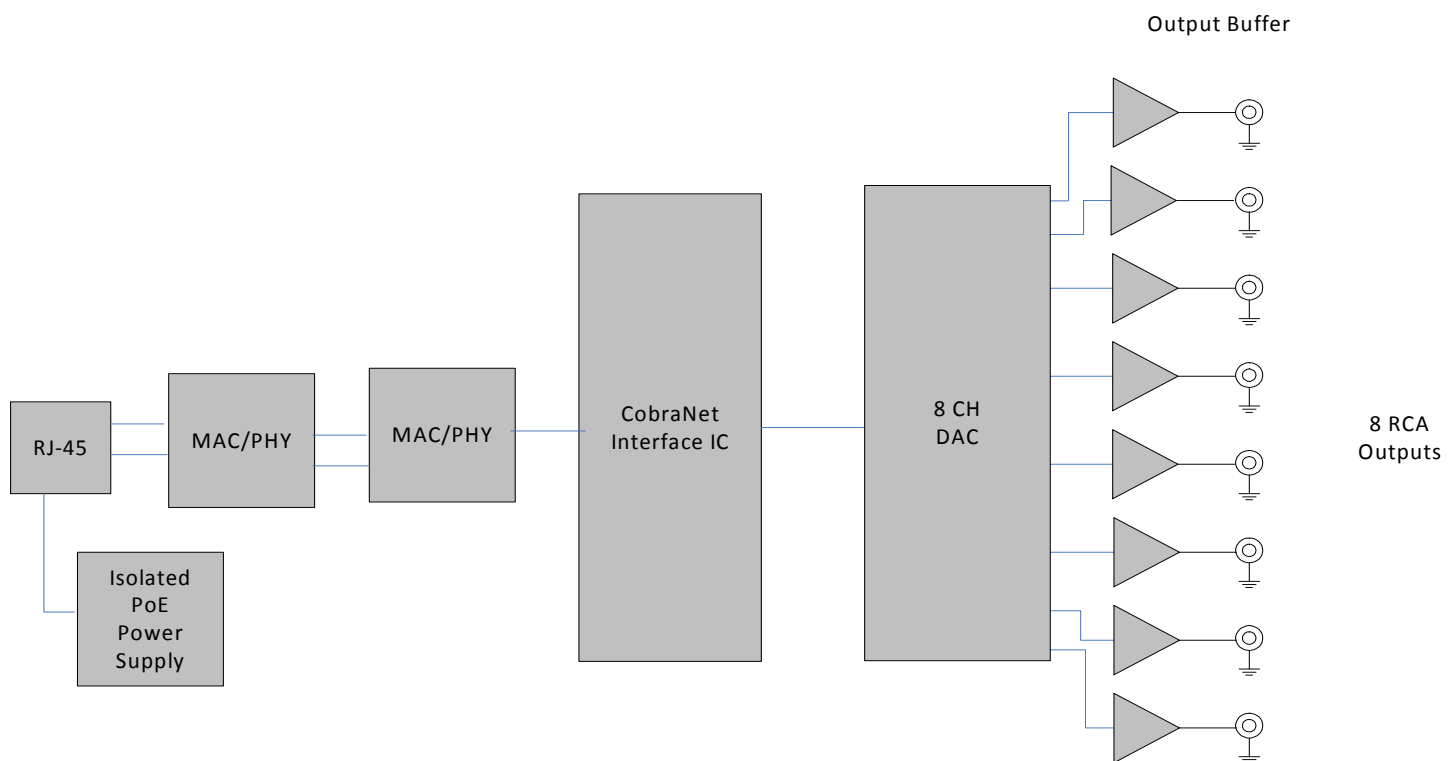 Output Buffer
RJ-45
MAC/PHY
MAC/PHY
CobraNet
Interface IC
8 CH
DAC
8 RCA
Outputs
Isolated
PoE
Power
Supply